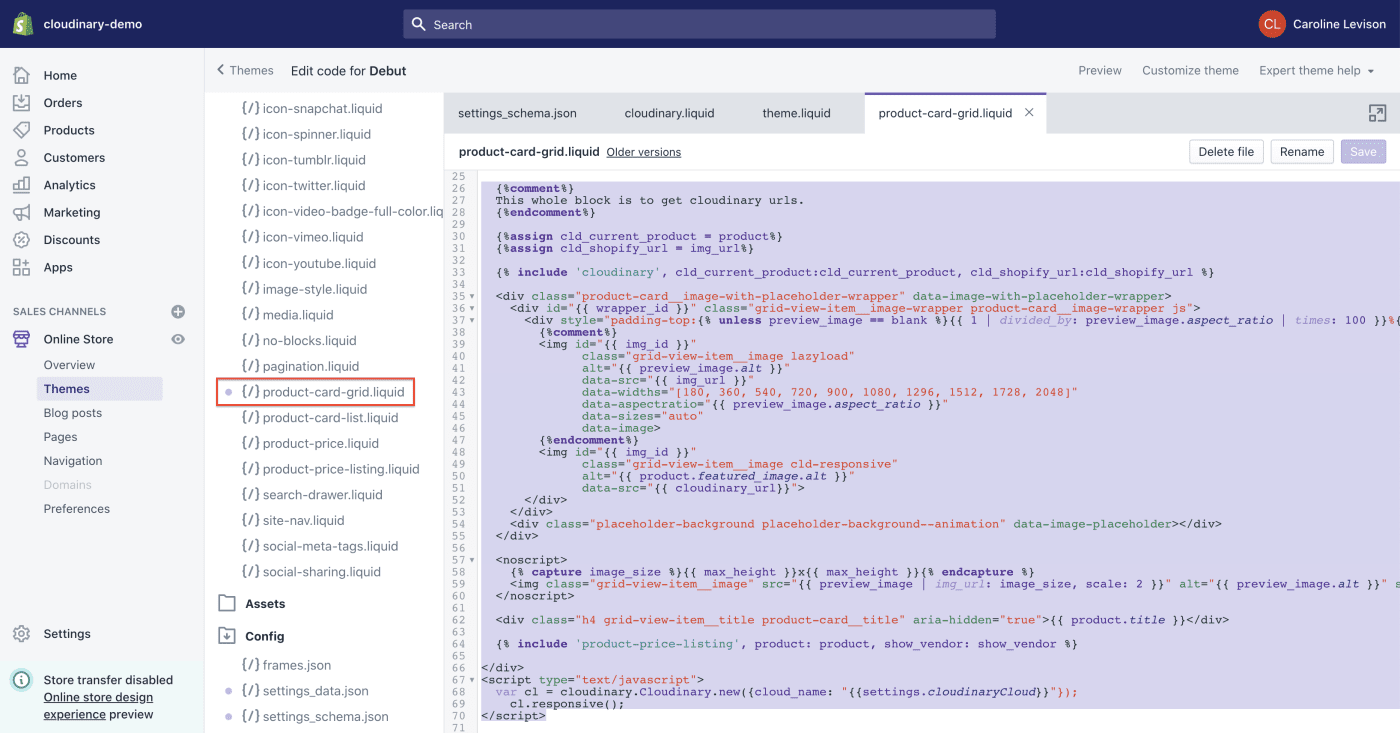 cloudinary-demo
Search
CL Caroline Levison
Home
Orders
Products
Customers
Analytics
Marketing
Discounts
Apps
SALES CHANNELS
Online Store
Overview
Themes
Blog posts
Pages
Navigation
Domains
Preferences
Settings
Store transfer disabled
Online store design
experience preview
Themes Edit code for Debut
Preview Customize theme Expert theme help
{/} icon-snapchat.liquid
{/} icon-spinner.liquid
{/} icon-tumblr.liquid
{/} icon-twitter.liquid
{/} icon-video-badge-full-color.liq
{/} icon-vimeo.liquid
{/} icon-youtube.liquid
{/} image-style.liquid
{/} media.liquid
{/} no-blocks.liquid
{/} pagination.liquid
{/} product-card-grid.liquid
{/} product-card-list.liquid
{/} product-price.liquid
{/} product-price-listing.liquid
{/} search-drawer.liquid
{/} site-nav.liquid
{/} social-meta-tags.liquid
{/} social-sharing.liquid
Assets
Config
{/} frames.json
{/} settings_data.json
{/} settings_schema.json
settings_schema.json cloudinary.liquid theme.liquid product-card-grid.liquid
product-card-grid.liquid Older versions Delete file Rename Save
25
26 {%comment%}
27 This whole block is to get cloudinary urls.
28 {%endcomment%}
29
30 {%assign cld_current_product = product%}
31 {%assign cld_shopify_url = img_url%}
32
33 {% include 'cloudinary', cld_current_product:cld_current_product, cld_shopify_url:cld_shopify_url %}
34
35 <div class="product-card__image-with-placeholder-wrapper" data-image-with-placeholder-wrapper>
36 <div id="{{ wrapper_id }}" class="grid-view-item__image-wrapper product-card__image-wrapper js">
37 <div style="padding-top:{% unless preview_image == blank %}{{ 1 | divided_by: preview_image.aspect_ratio | times: 100 }}%{
38 {%comment%}
39 <img id="{{ img_id }}"
40 class="grid-view-item__image lazyload"
41 alt="{{ preview_image.alt }}"
42 data-src="{{ img_url }}"
43 data-widths="[180, 360, 540, 720, 900, 1080, 1296, 1512, 1728, 2048]"
44 data-aspectratio="{{ preview_image.aspect_ratio }}"
45 data-sizes="auto"
46 data-image>
47 {%endcomment%}
48 <img id="{{ img_id }}"
49 class="grid-view-item__image cld-responsive"
50 alt="{{ product.featured_image.alt }}"
51 data-src="{{ cloudinary_url}}">
52 </div>
53 </div>
54 <div class="placeholder-background placeholder-background--animation" data-image-placeholder></div>
55 </div>
56
57 <noscript>
58 {% capture image_size %}{{ max_height }}x{{ max_height }}{% endcapture %}
59 <img class="grid-view-item__image" src="{{ preview_image | img_url: image_size, scale: 2 }}" alt="{{ preview_image.alt }}" s
60 </noscript>
61
62 <div class="h4 grid-view-item__title product-card__title" aria-hidden="true">{{ product.title }}</div>
63
64 {% include 'product-price-listing', product: product, show_vendor: show_vendor %}
65
66 </div>
67 <script type="text/javascript">
68 var cl = cloudinary.Cloudinary.new({cloud_name: "{{settings.cloudinaryCloud}}"});
69 cl.responsive();
70 </script>
71